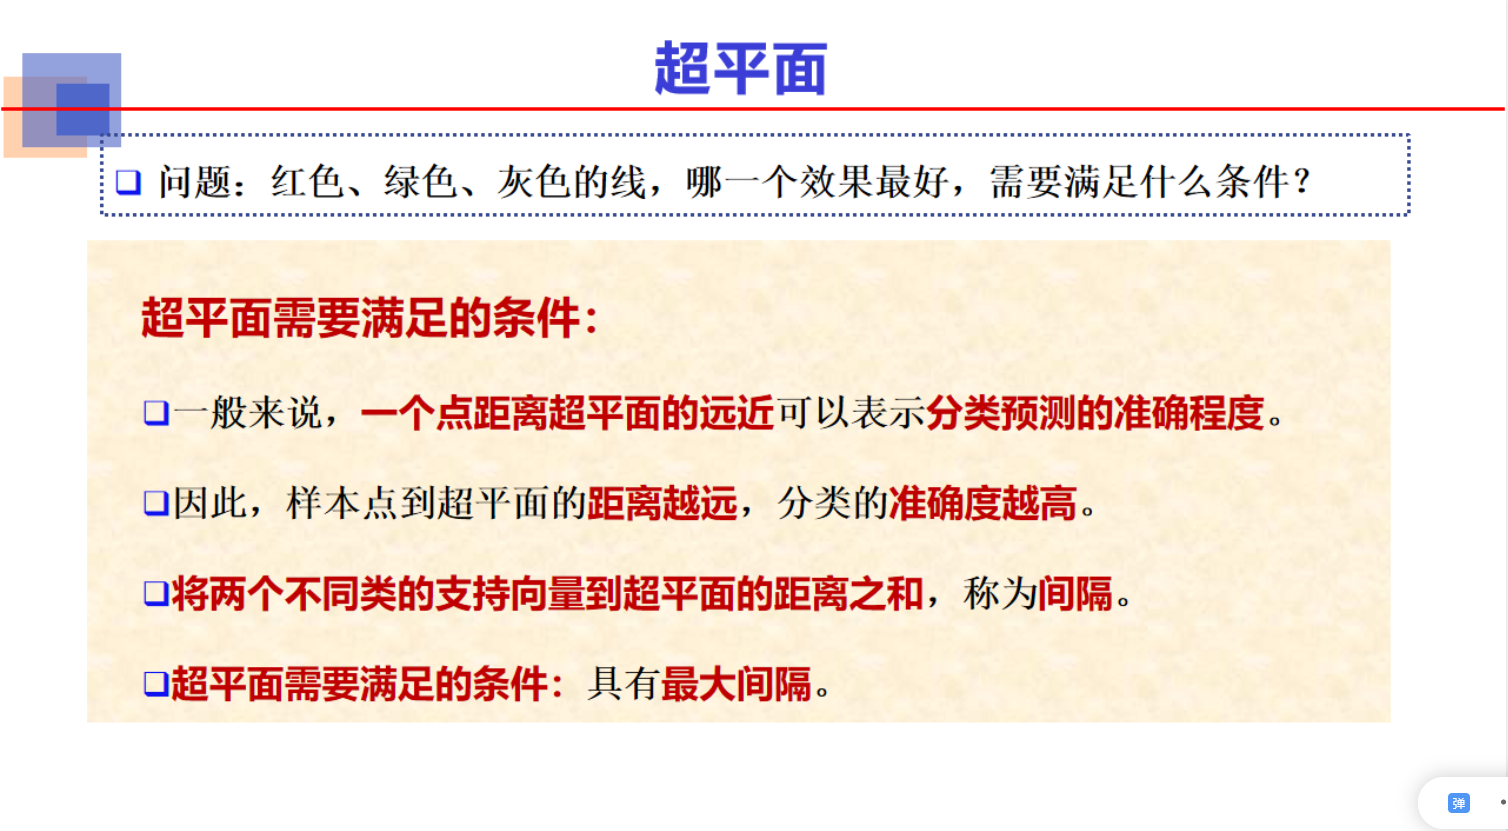 超平面
❑ 问题：红色、绿色、灰色的线，哪一个效果最好，需要满足什么条件？
超平面需要满足的条件：
❑一般来说，一个点距离超平面的远近可以表示分类预测的准确程度。
❑因此，样本点到超平面的距离越远，分类的准确度越高。
❑将两个不同类的支持向量到超平面的距离之和，称为间隔。
❑超平面需要满足的条件：具有最大间隔。
弹